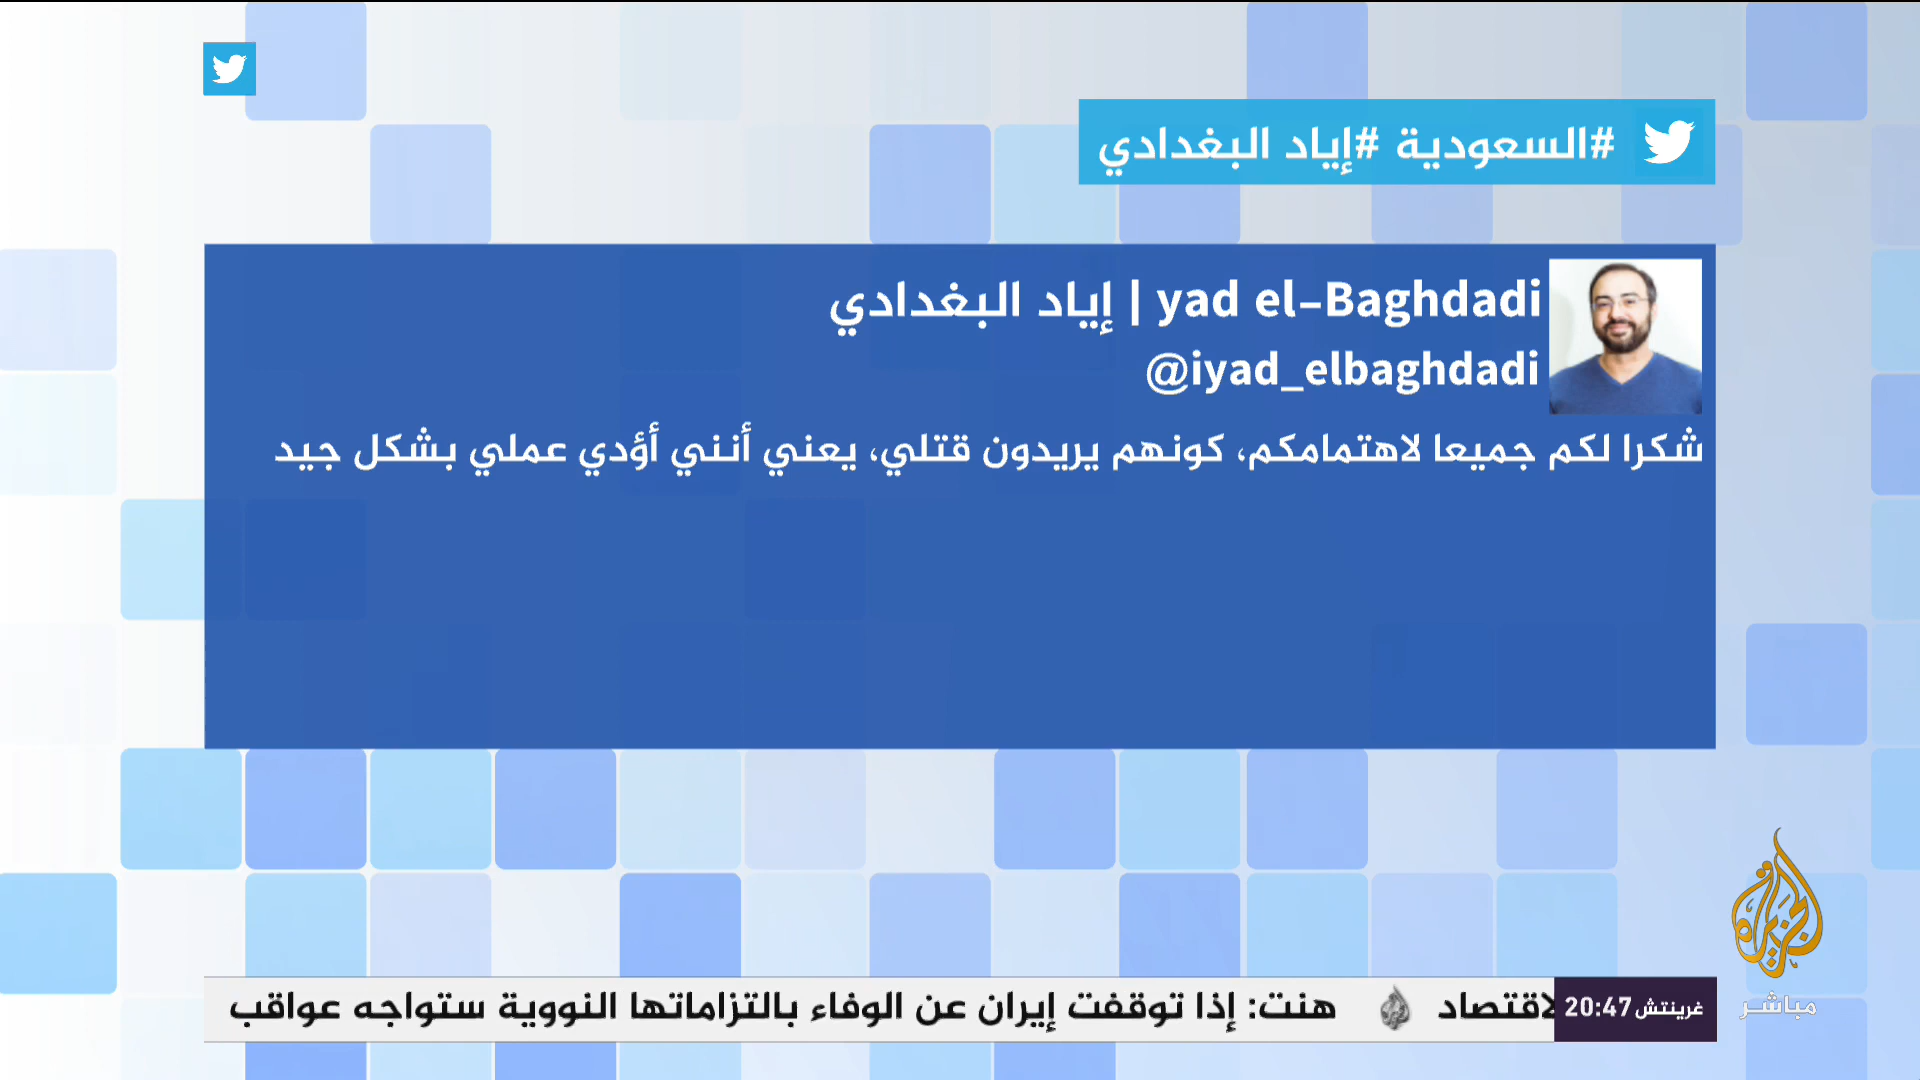 #السعودية #إياد البغدادي
yad el-Baghdadi | إياد البغدادي
@iyad_elbaghdadi
شكرا لكم جميعا لاهتمامكم، كونهم يريدون قتلي، يعني أنني أؤدي عملي بشكل جيد
الجزيرة
مباشر
غرينتش 20:47
لاقتصاد هنت: إذا توقفت إيران عن الوفاء بالتزاماتها النووية ستواجه عواقب